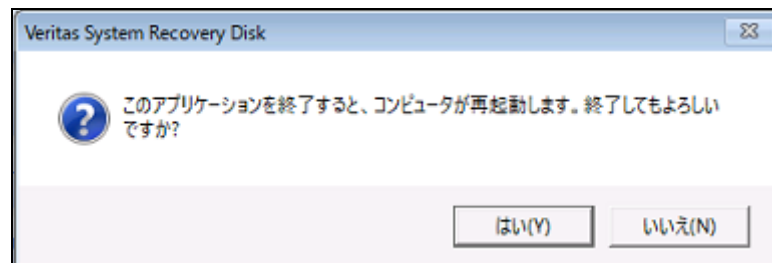 Veritas System Recovery Disk
このアプリケーションを終了すると、コンピュータが再起動します。終了してもよろしい
ですか?
はい(Y) いいえ(N)